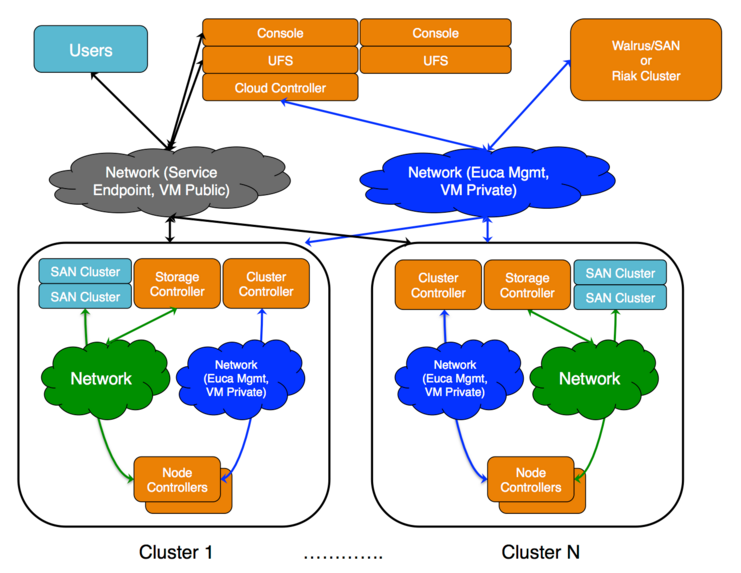 Users
Console
Console
UFS
UFS
Cloud Controller
Walrus/SAN
or
Riak Cluster
Network (Service
Endpoint, VM Public)
Network (Euca Mgmt,
VM Private)
SAN Cluster
SAN Cluster
Storage
Controller
Cluster
Controller
Network
Network
(Euca Mgmt,
VM Private)
Node
Controllers
Cluster
Controller
Storage
Controller
SAN Cluster
SAN Cluster
Network
(Euca Mgmt,
VM Private)
Network
Node
Controllers
Cluster 1
.............
Cluster N